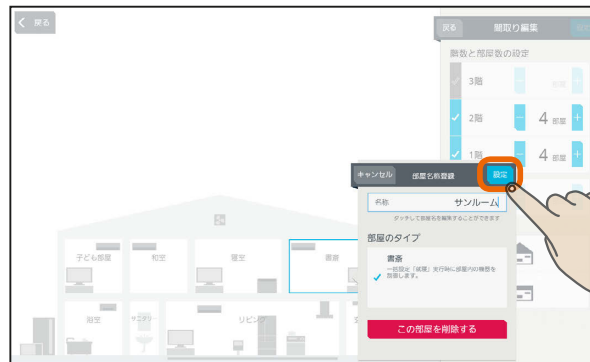 戻る
戻る 間取り編集
階数と部屋数の設定
3階
2階 − 4 部屋 +
1階 − 4 部屋 +
キャンセル 部屋名称登録 設定
名称 サンルーム
タッチして部屋名を編集することができます
部屋のタイプ
書斎
一括設定「就寝」実行時に部屋内の機器を
制御します。
この部屋を削除する
子ども部屋 和室 寝室 書斎
浴室 サニタリー リビング